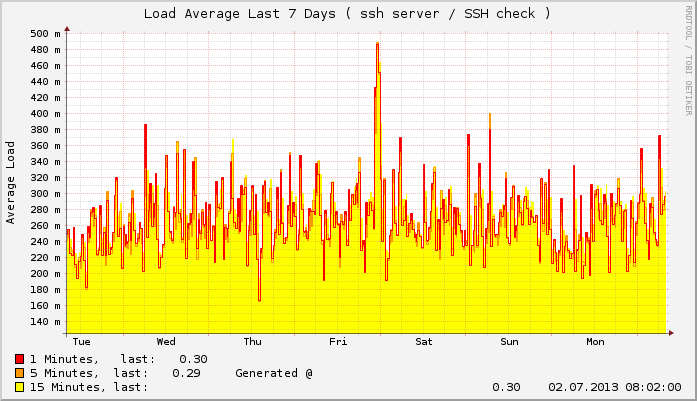 Load Average Last 7 Days ( ssh server / SSH check )
RRDTOOL / TOBI OETIKER
Average Load
500 m
480 m
460 m
440 m
420 m
400 m
380 m
360 m
340 m
320 m
300 m
280 m
260 m
240 m
220 m
200 m
180 m
160 m
140 m
Tue Wed Thu Fri Sat Sun Mon
1 Minutes, last: 0.30
5 Minutes, last: 0.29 Generated @
15 Minutes, last: 0.30 02.07.2013 08:02:00